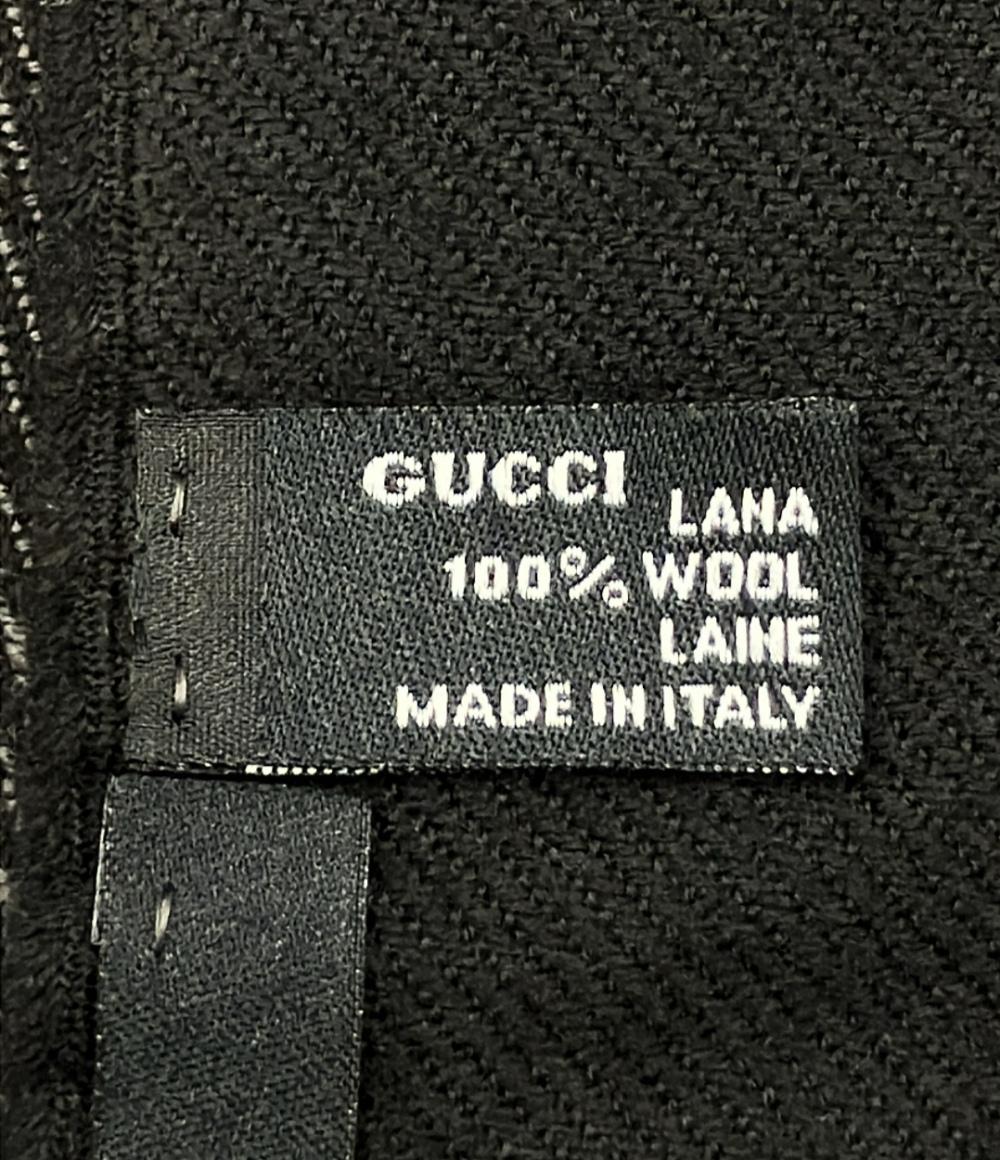 GUCCI
LANA
100% WOOL
LAINE
MADE IN ITALY